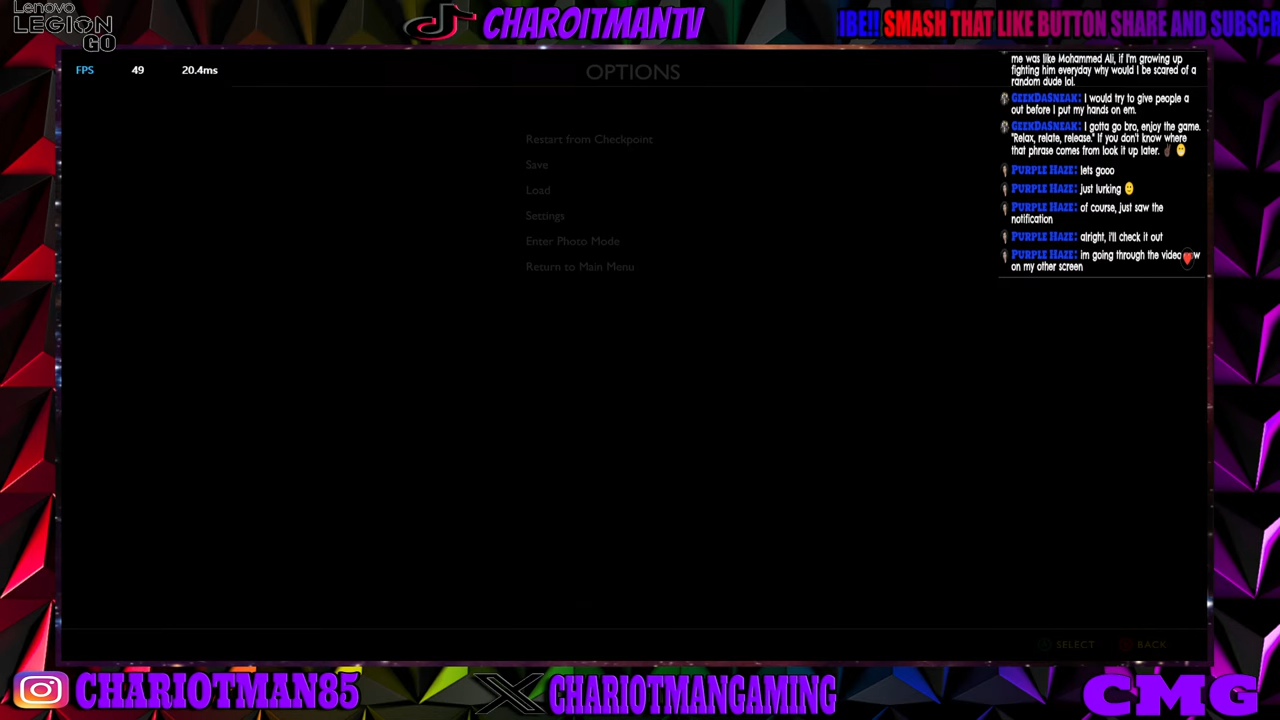 Lenovo
LEGION
GO
CHAROITMANTV
IBE!! SMASH THAT LIKE BUTTON SHARE AND SUBSC
FPS 49 20.4ms
OPTIONS
Restart from Checkpoint
Save
Load
Settings
Enter Photo Mode
Return to Main Menu
me was like Mohammed Ali, if I'm growing up
fighting him everyday why would I be scared of a
random dude lol.
GeekDaSneak: I would try to give people a
out before I put my hands on em.
GeekDaSneak: I gotta go bro, enjoy the game.
"Relax, relate, release." If you don't know where
that phrase comes from look it up later.
Purple Haze: lets gooo
Purple Haze: just lurking
Purple Haze: of course, just saw the
notification
Purple Haze: alright, i'll check it out
Purple Haze: im going through the video
on my other screen
SELECT BACK
CHARIOTMAN85
CHARIOTMANGAMING
CMG